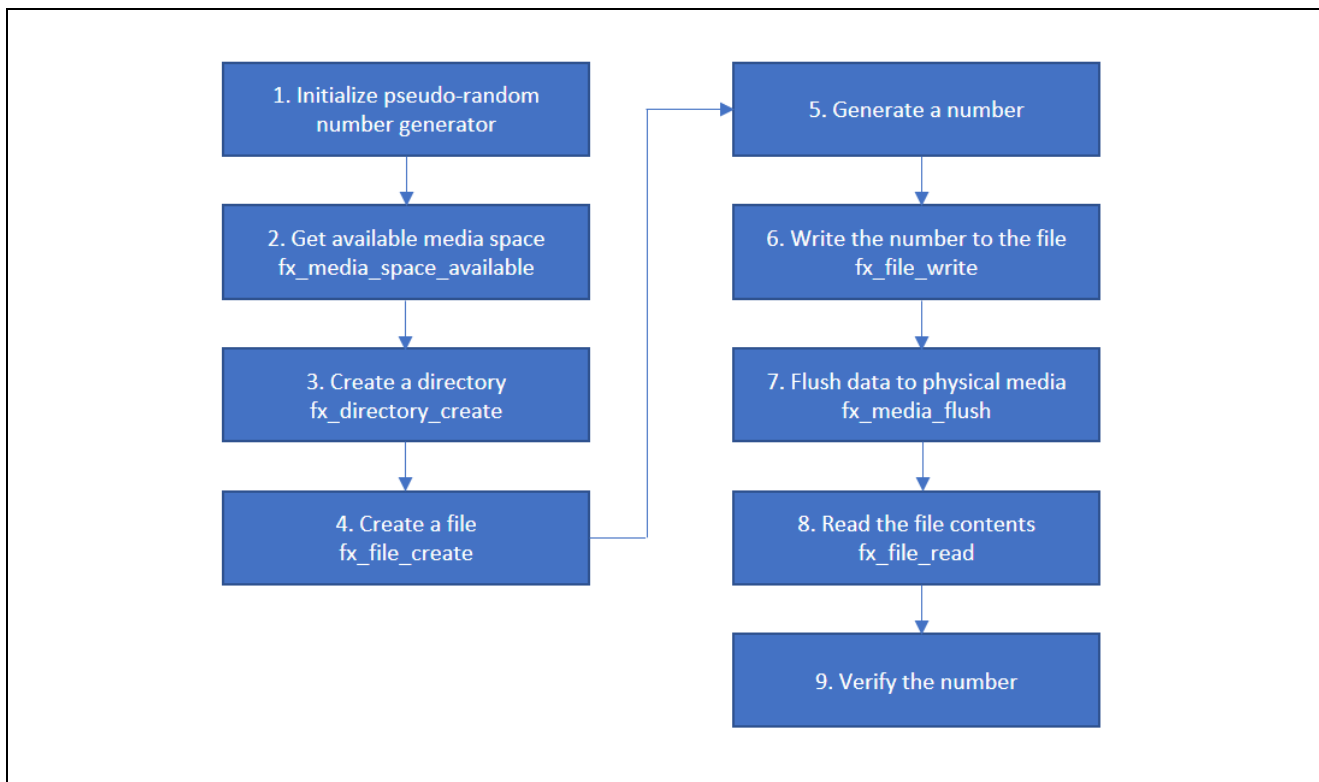 1. Initialize pseudo-random
number generator
2. Get available media space
fx_media_space_available
3. Create a directory
fx_directory_create
4. Create a file
fx_file_create
5. Generate a number
6. Write the number to the file
fx_file_write
7. Flush data to physical media
fx_media_flush
8. Read the file contents
fx_file_read
9. Verify the number